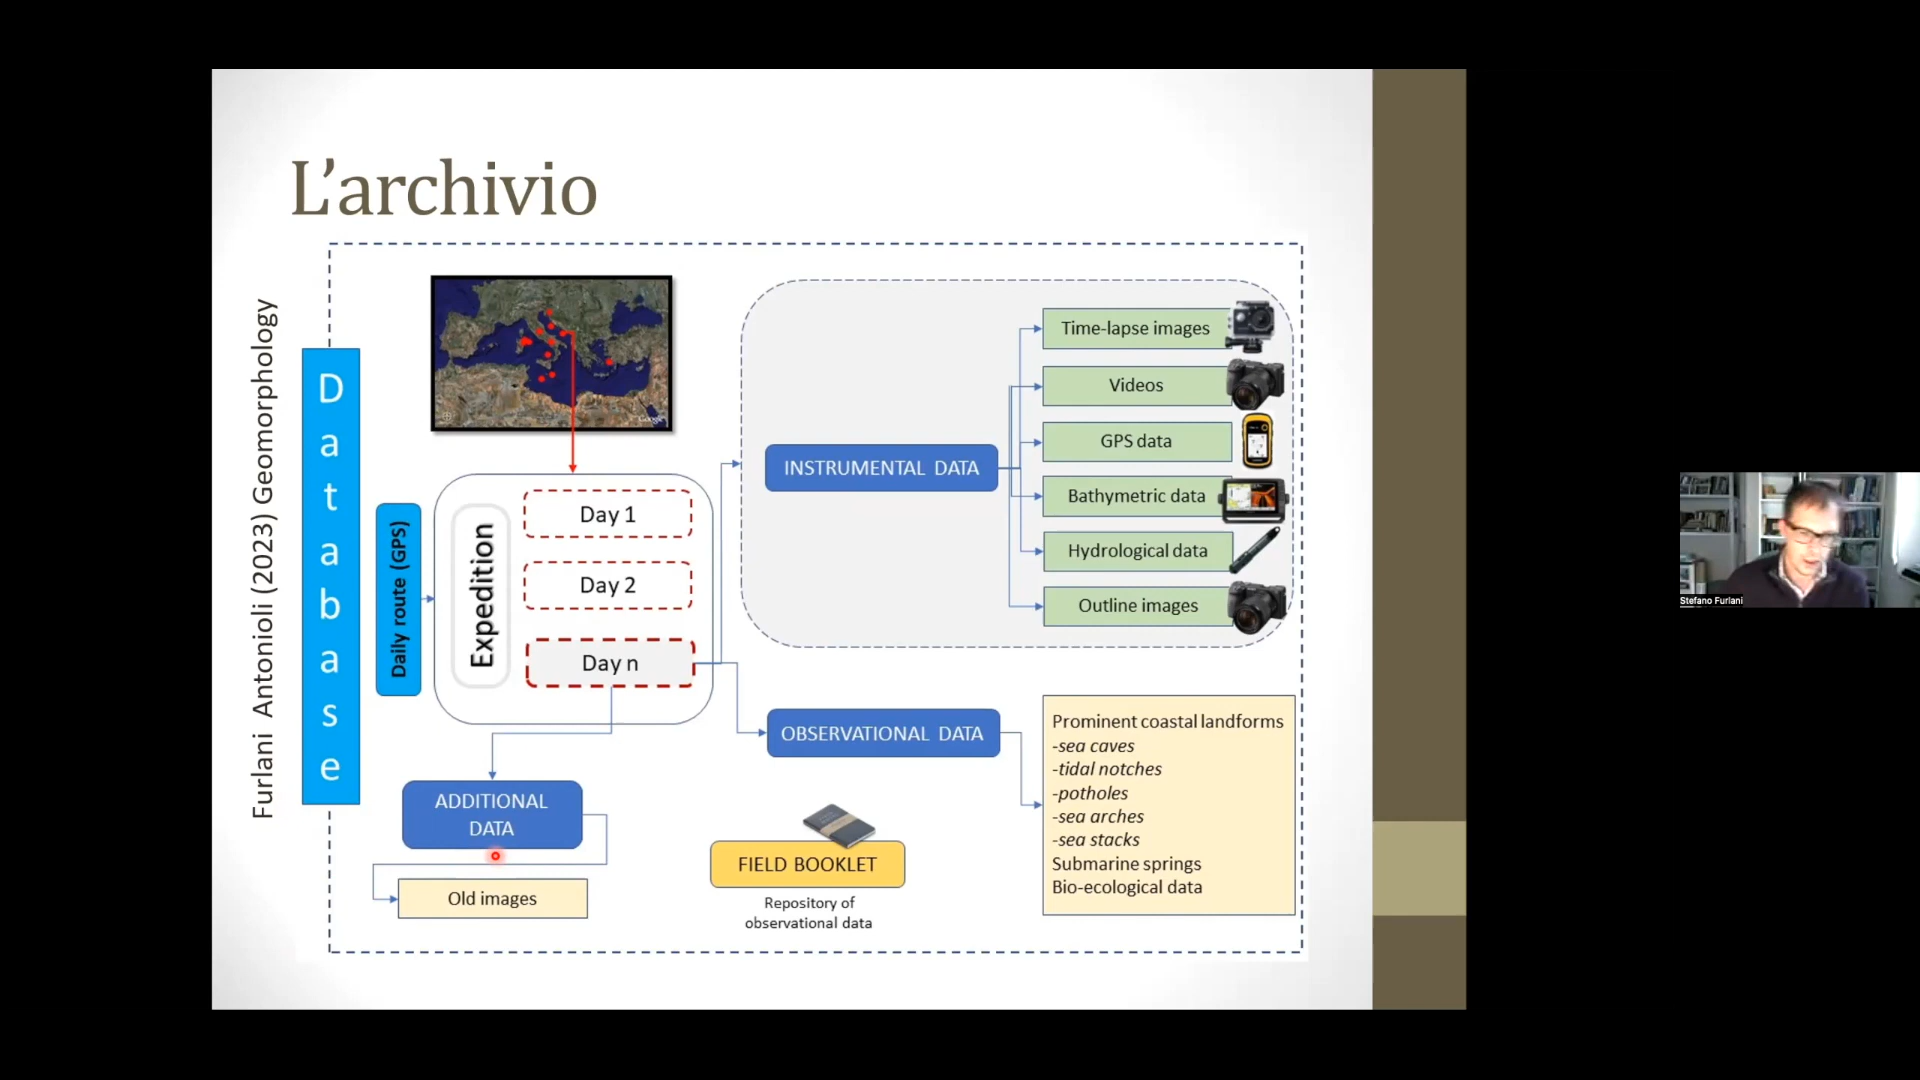 L’archivio
Furlani Antonioli (2023) Geomorphology
Database
Daily route (GPS)
Expedition
Day 1
Day 2
Day n
INSTRUMENTAL DATA
Time-lapse images
Videos
GPS data
Bathymetric data
Hydrological data
Outline images
OBSERVATIONAL DATA
Prominent coastal landforms
-sea caves
-tidal notches
-potholes
-sea arches
-sea stacks
Submarine springs
Bio-ecological data
ADDITIONAL
DATA
Old images
FIELD BOOKLET
Repository of
observational data
Google
Stefano Furlani